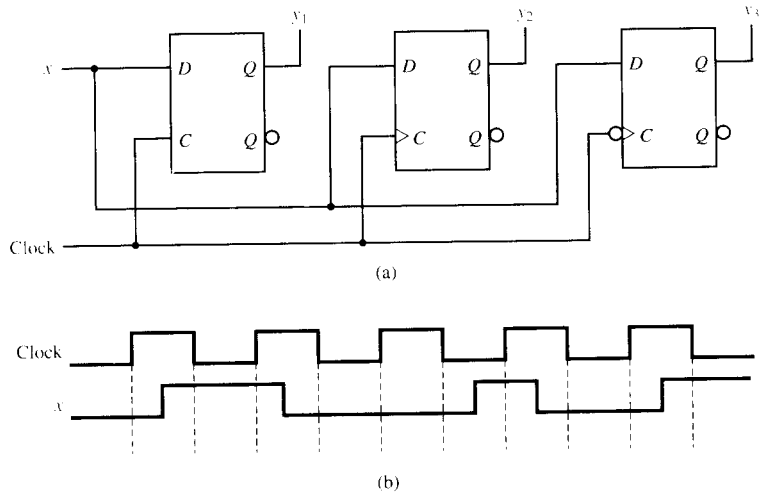 y1 y2 y3
x D Q D Q D Q
C Q C Q C Q
Clock
(a)
Clock
x
(b)